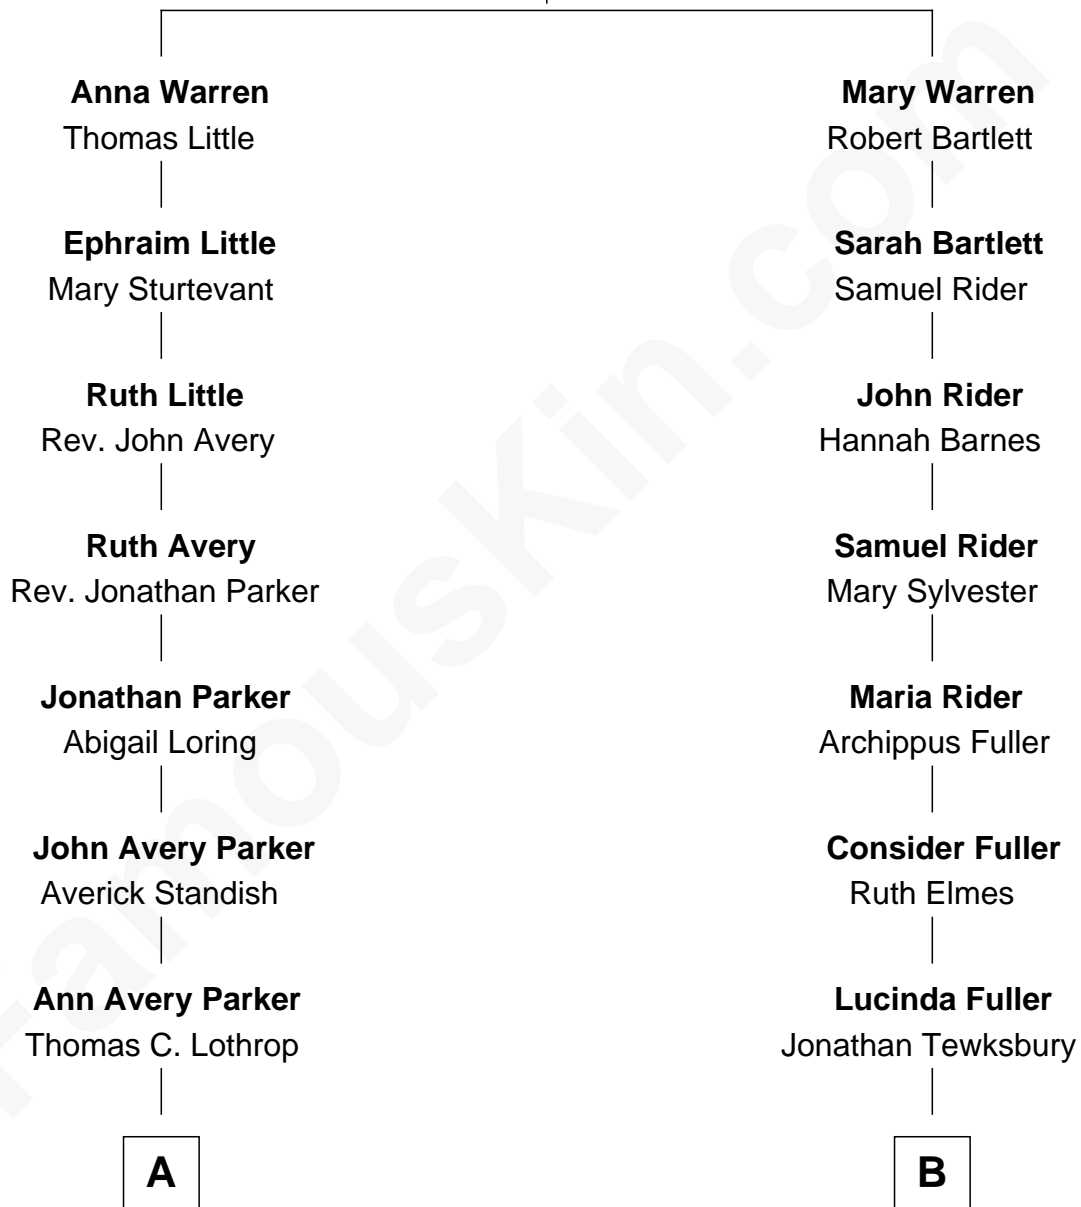 Anna Warren
Thomas Little
Ephraim Little
Mary Sturtevant
Ruth Little
Rev. John Avery
Ruth Avery
Rev. Jonathan Parker
Jonathan Parker
Abigail Loring
John Avery Parker
Averick Standish
Ann Avery Parker
Thomas C. Lothrop
A
Mary Warren
Robert Bartlett
Sarah Bartlett
Samuel Rider
John Rider
Hannah Barnes
Samuel Rider
Mary Sylvester
Maria Rider
Archippus Fuller
Consider Fuller
Ruth Elmes
Lucinda Fuller
Jonathan Tewksbury
B
FamousKin.com